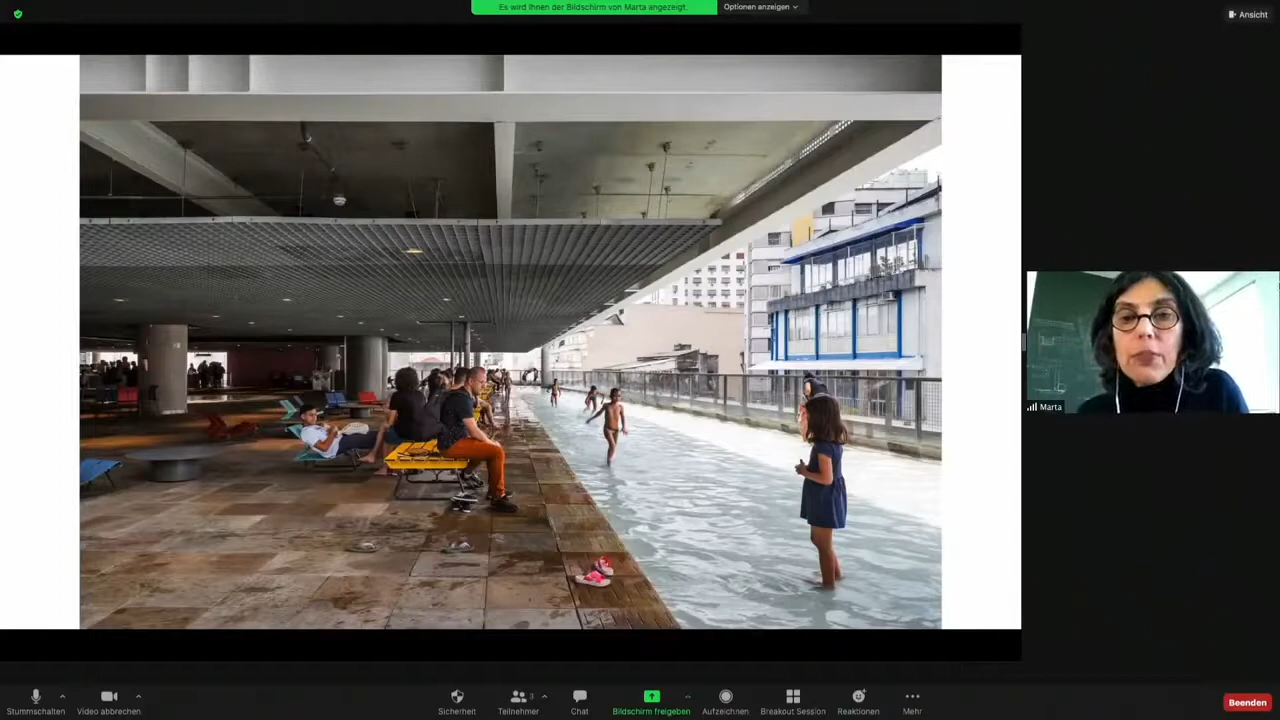 Es wird Ihnen der Bildschirm von Marta angezeigt.
Optionen anzeigen
Ansicht
Marta
Stummschalten
Video abbrechen
Sicherheit
Teilnehmer
3
Chat
Bildschirm freigeben
Aufzeichnen
Breakout Session
Reaktionen
Mehr
Beenden